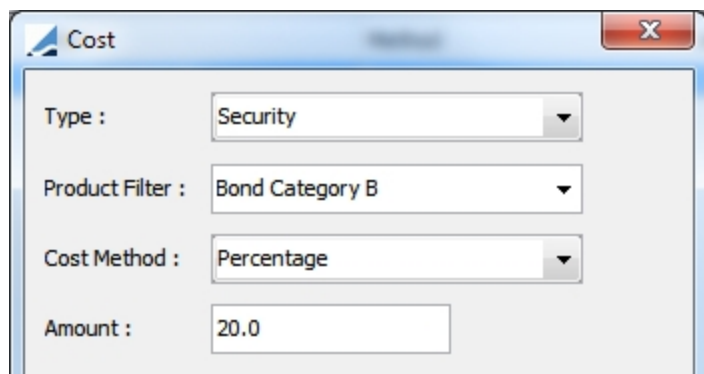 Cost
Type : Security
Product Filter : Bond Category B
Cost Method : Percentage
Amount : 20.0